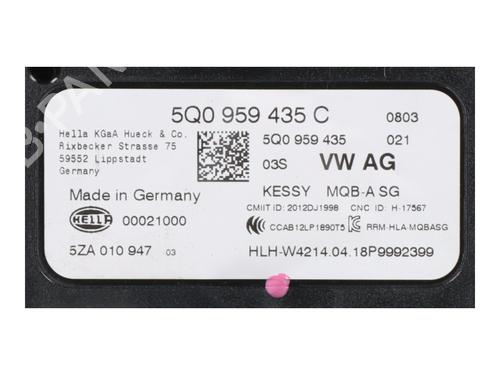 5Q0 959 435 C
0803
Hella KGaA Hueck & Co.
Rixbecker Strasse 75
59552 Lippstadt
Germany
5Q0 959 435
021
03S
VW AG
Made in Germany
KESSY MQB-A SG
CMIIT ID: 2012DJ1998 CNC ID: H-17567
HELLA
00021000
CCAB12LP1890T5
RRM-HLA-MQBASG
5ZA 010 947 03
HLH-W4214.04.18P9992399